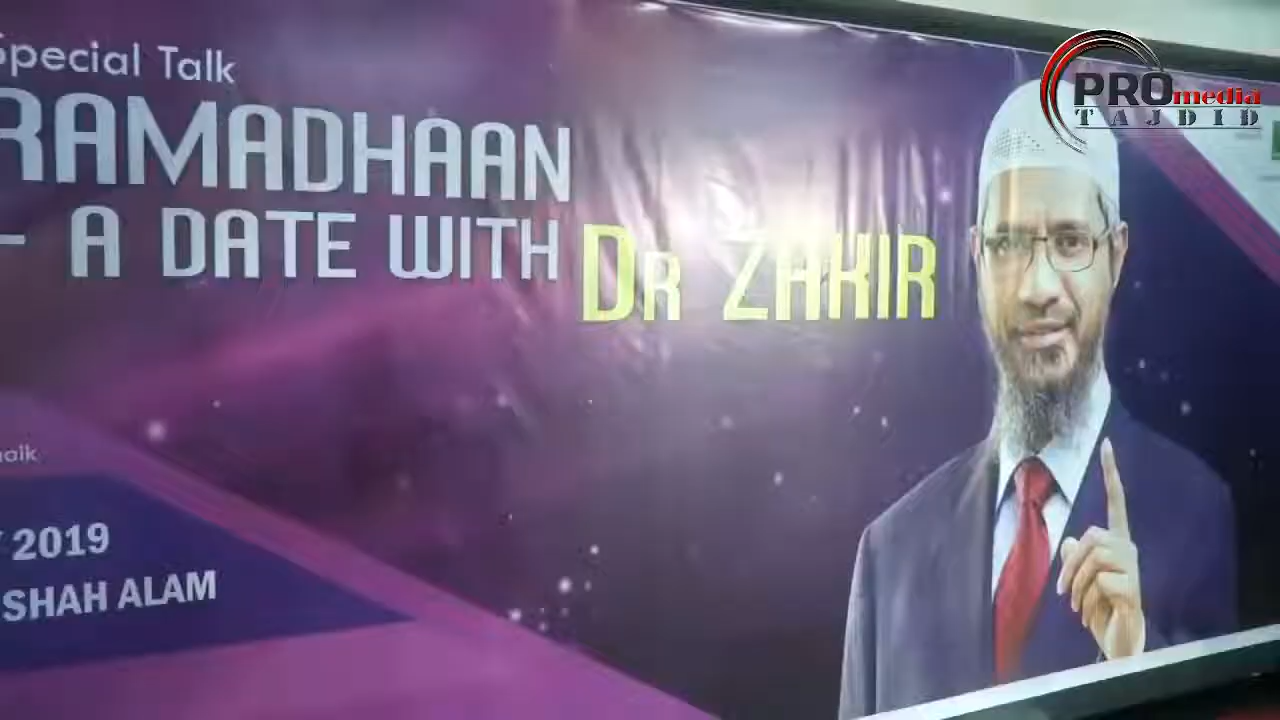 Special Talk
RAMADHAAN
- A DATE WITH DR ZAKIR
2019
SHAH ALAM
PROmedia
TAJDID